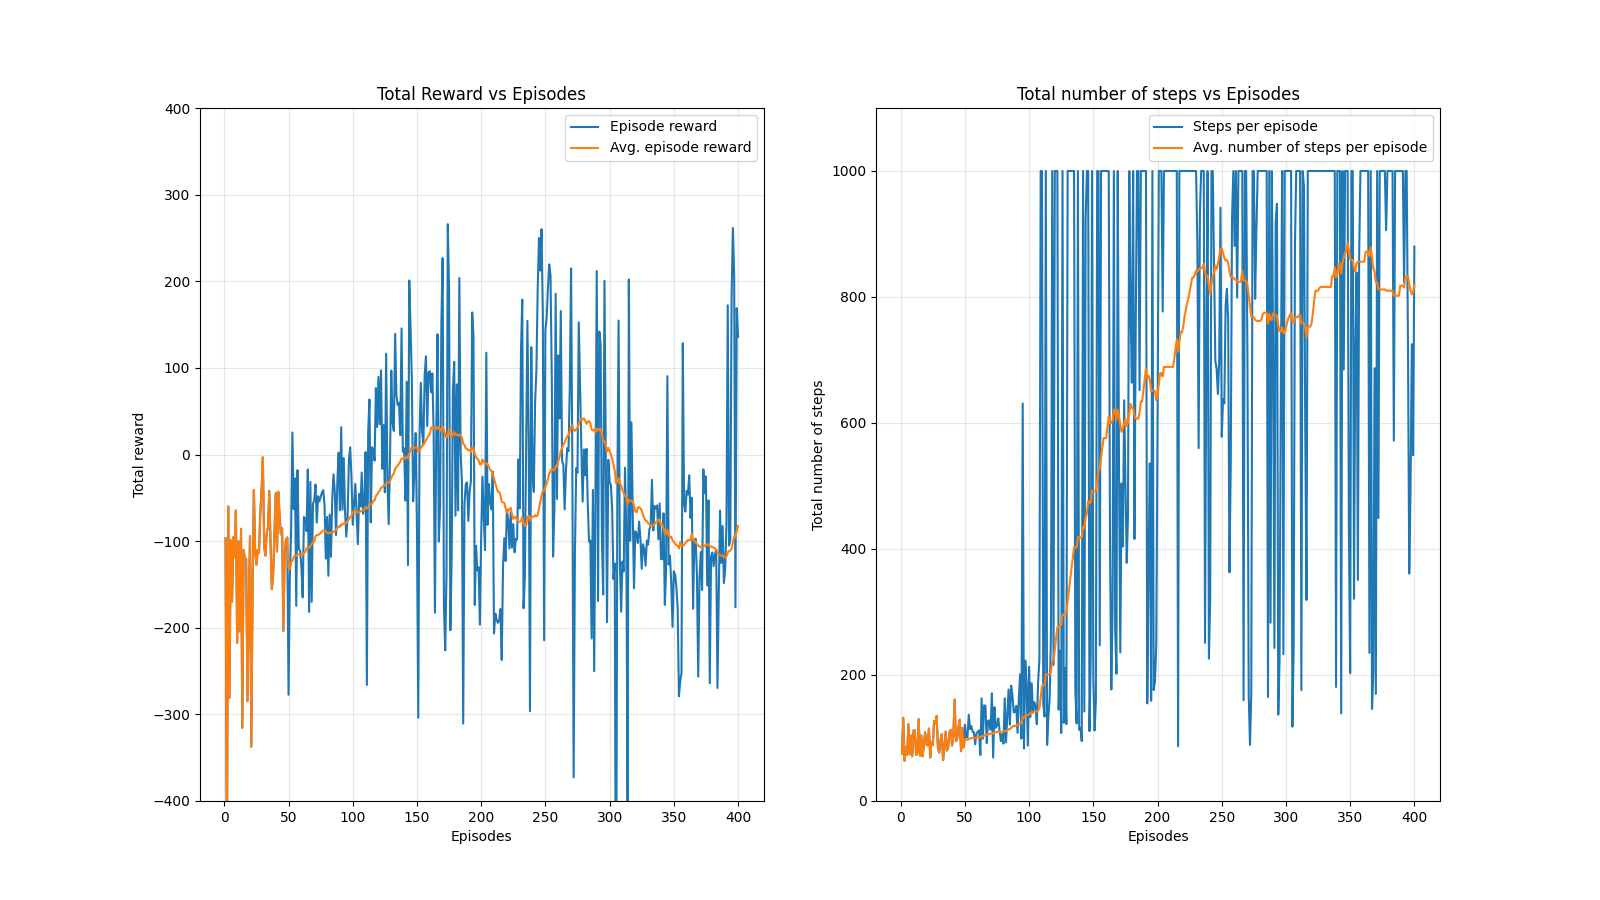 Total Reward vs Episodes
400
300
200
100
0
−100
−200
−300
−400
Total reward
0 50 100 150 200 250 300 350 400
Episodes
Episode reward
Avg. episode reward
Total number of steps vs Episodes
1000
800
600
400
200
0
Total number of steps
0 50 100 150 200 250 300 350 400
Episodes
Steps per episode
Avg. number of steps per episode